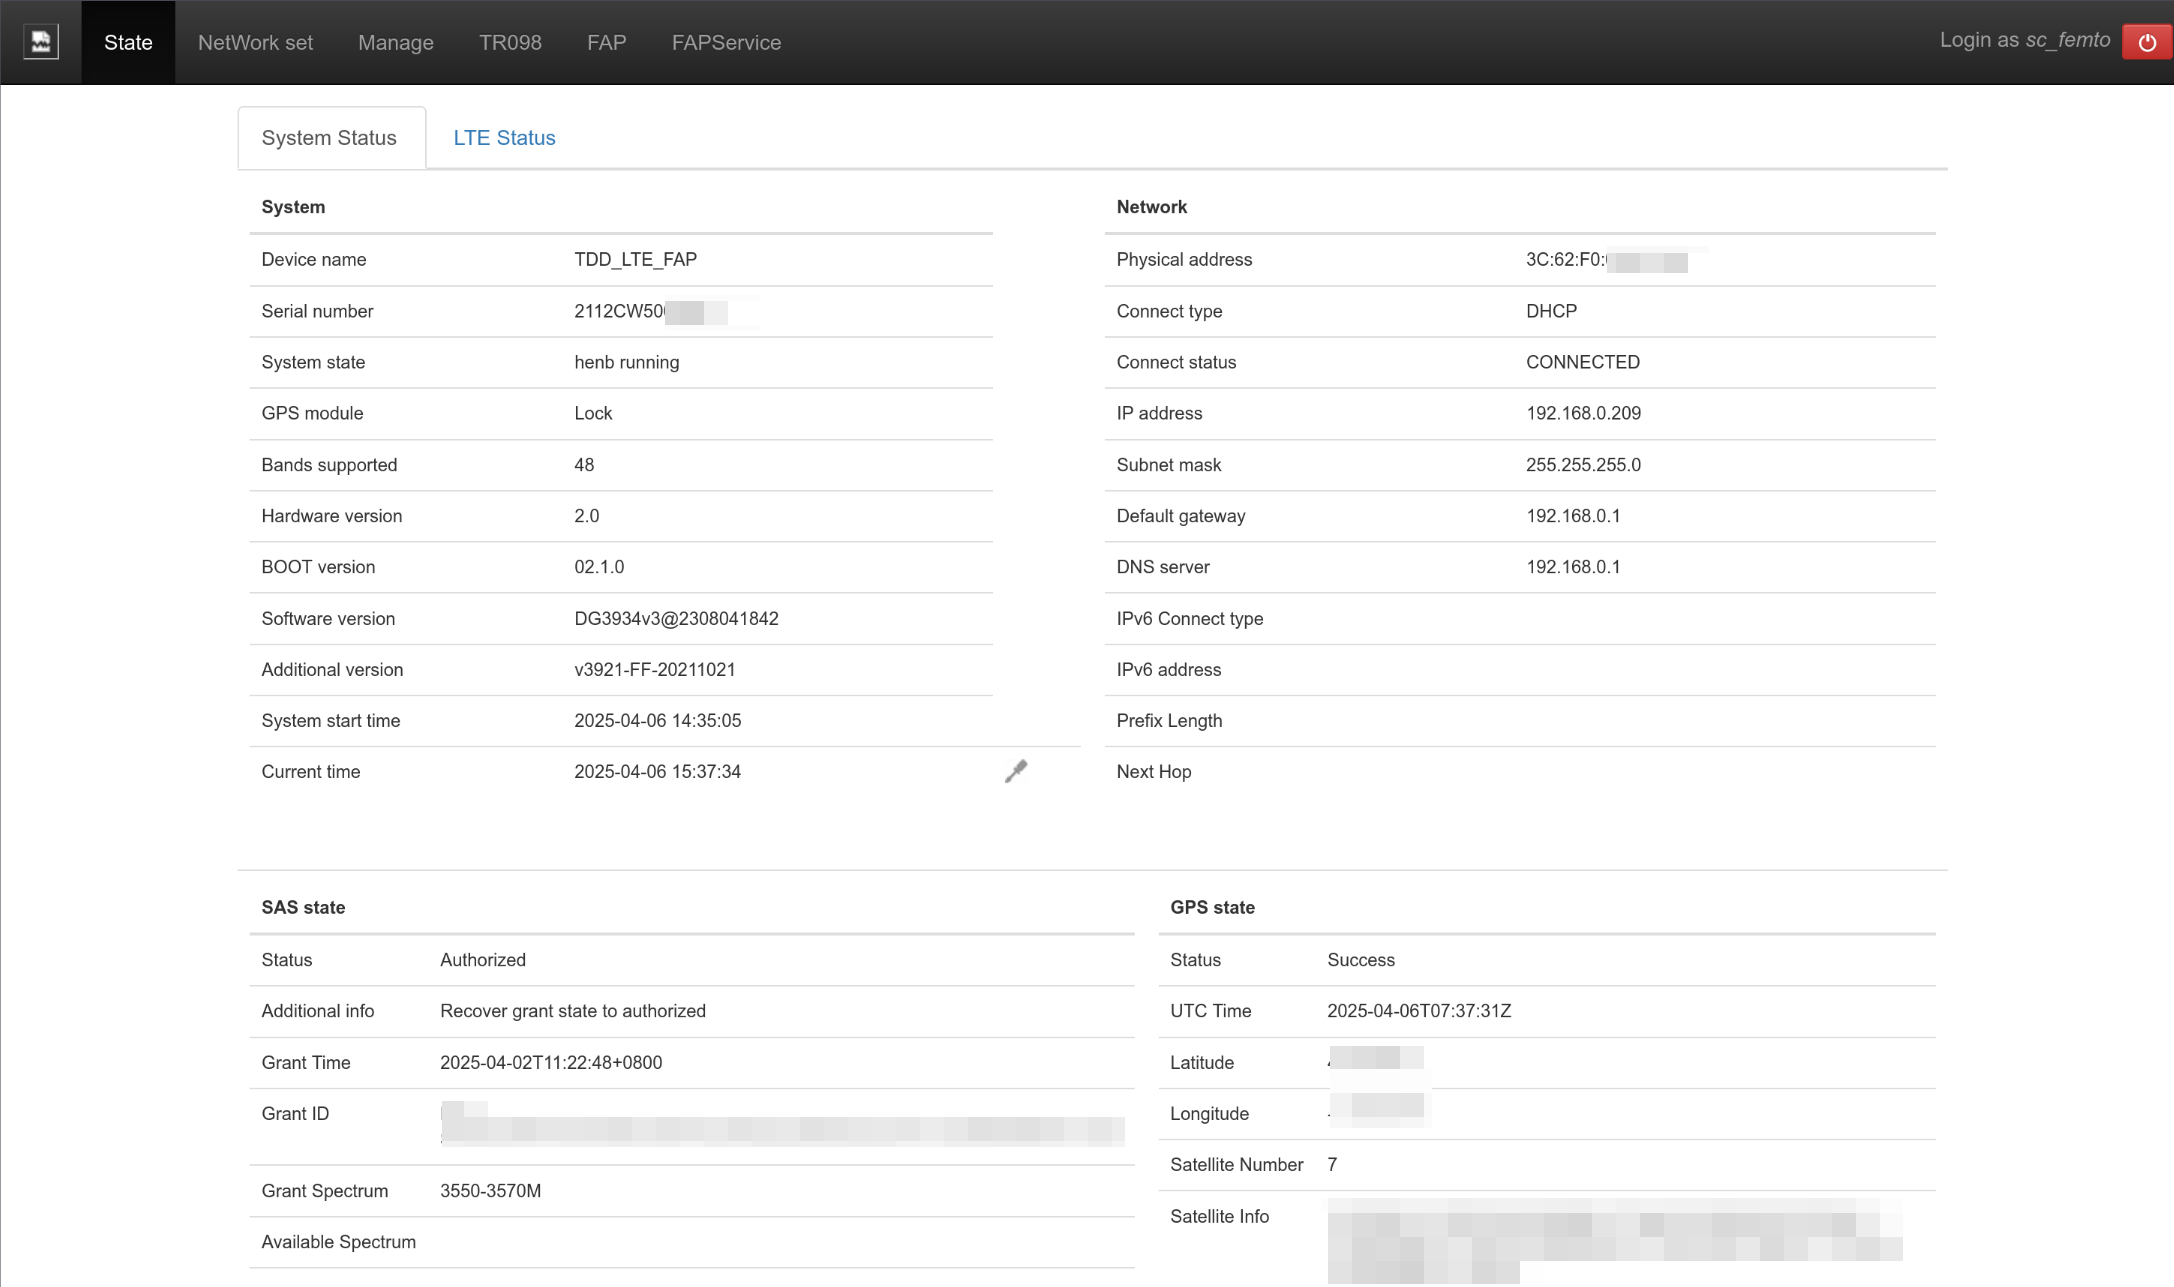 State NetWork set Manage TR098 FAP FAPService Login as sc_femto
System Status LTE Status
System
Device name TDD_LTE_FAP
Serial number 2112CW50
System state henb running
GPS module Lock
Bands supported 48
Hardware version 2.0
BOOT version 02.1.0
Software version DG3934v3@2308041842
Additional version v3921-FF-20211021
System start time 2025-04-06 14:35:05
Current time 2025-04-06 15:37:34
Network
Physical address 3C:62:F0:
Connect type DHCP
Connect status CONNECTED
IP address 192.168.0.209
Subnet mask 255.255.255.0
Default gateway 192.168.0.1
DNS server 192.168.0.1
IPv6 Connect type
IPv6 address
Prefix Length
Next Hop
SAS state
Status Authorized
Additional info Recover grant state to authorized
Grant Time 2025-04-02T11:22:48+0800
Grant ID
Grant Spectrum 3550-3570M
Available Spectrum
GPS state
Status Success
UTC Time 2025-04-06T07:37:31Z
Latitude
Longitude
Satellite Number 7
Satellite Info